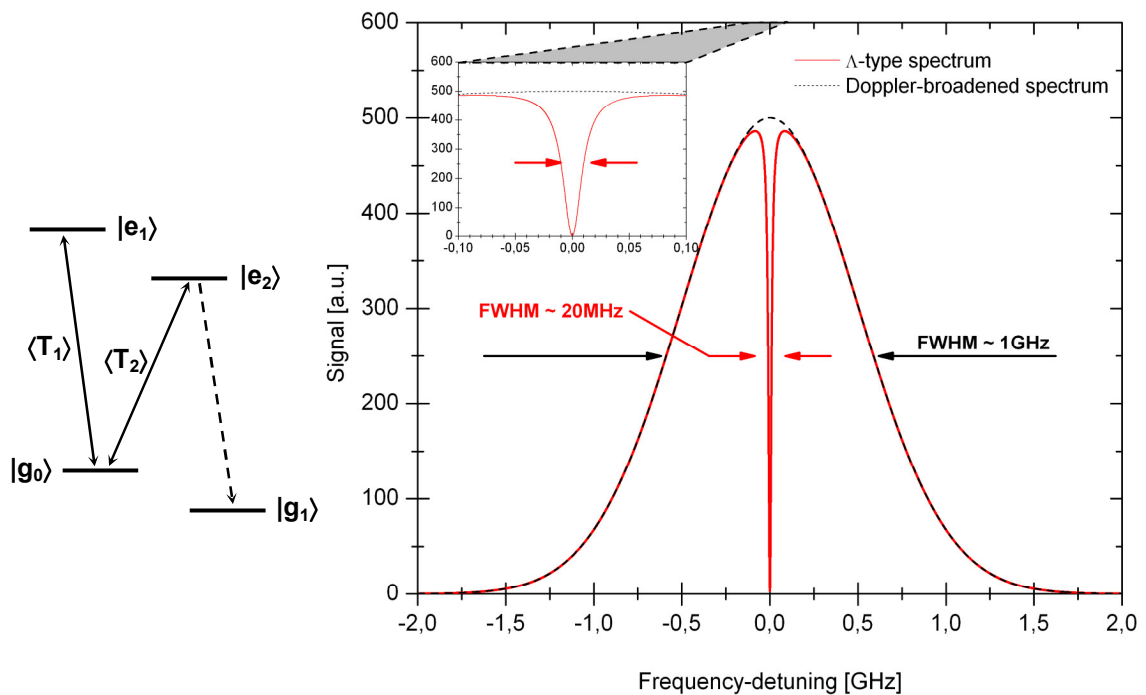 |e₁⟩
|e₂⟩
⟨T₁⟩
⟨T₂⟩
|g₀⟩
|g₁⟩
Signal [a.u.]
600
500
400
300
200
100
0
-2,0 -1,5 -1,0 -0,5 0,0 0,5 1,0 1,5 2,0
Frequency-detuning [GHz]
600
500
400
300
200
100
0
-0,10 -0,05 0,00 0,05 0,10
Λ-type spectrum
Doppler-broadened spectrum
FWHM ~ 20MHz
FWHM ~ 1GHz